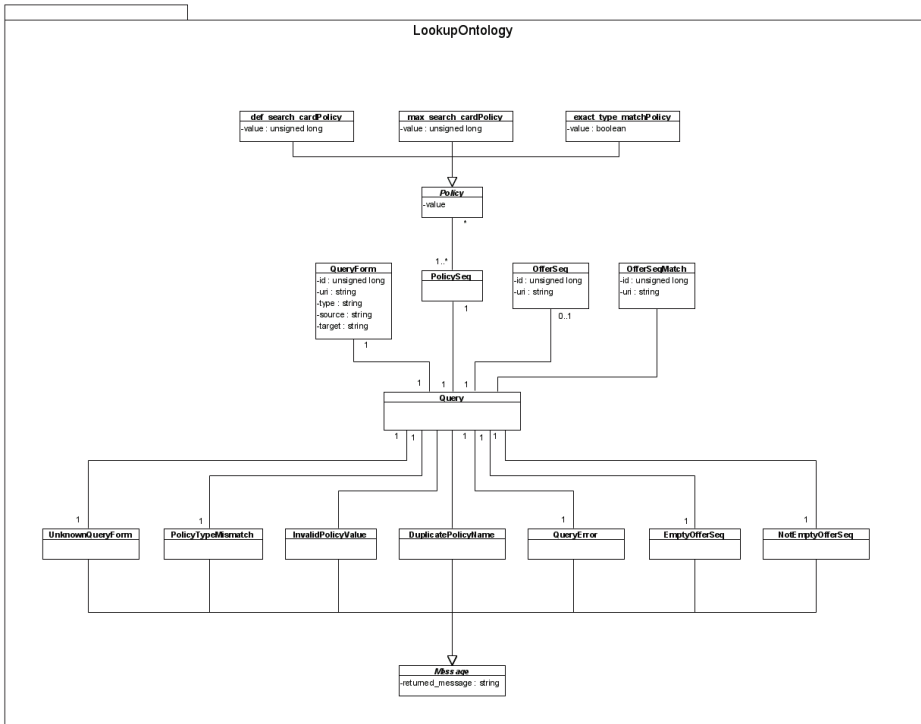 LookupOntology
def_search_cardPolicy
-value : unsigned long
max_search_cardPolicy
-value : unsigned long
exact_type_matchPolicy
-value : boolean
Policy
-value
*
1..*
QueryForm
-id : unsigned long
-uri : string
-type : string
-source : string
-target : string
1
PolicySeq
1
OfferSeq
-id : unsigned long
-uri : string
0..1
OfferSeqMatch
-id : unsigned long
-uri : string
1
1
1
Query
1
1
1
1
1
1
1
1
1
1
UnknownQueryForm
PolicyTypeMismatch
InvalidPolicyValue
DuplicatePolicyName
QueryError
EmptyOfferSeq
NotEmptyOfferSeq
Message
-returned_message : string